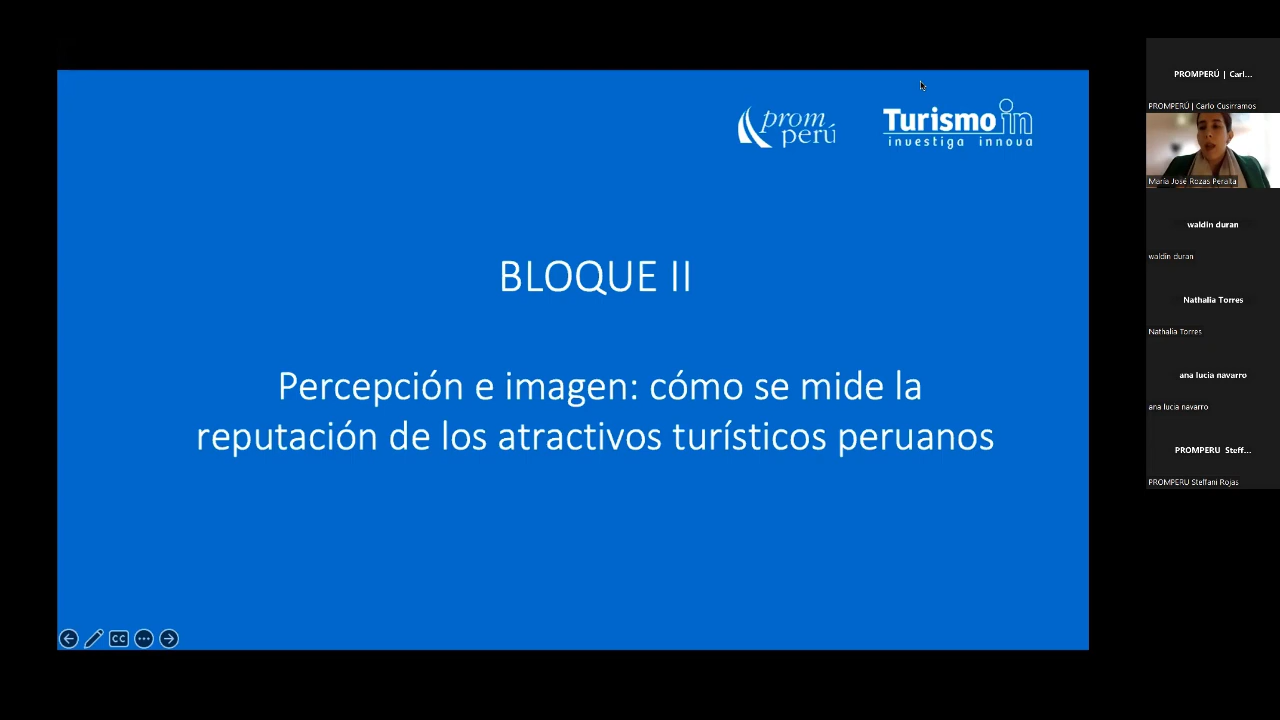 prom
perú
Turismo in
investiga innova
BLOQUE II
Percepción e imagen: cómo se mide la
reputación de los atractivos turísticos peruanos
CC
PROMPERÚ | Carl...
PROMPERÚ | Carlo Cusirramos
María José Rozas Peralta
waldin duran
waldin duran
Nathalia Torres
Nathalia Torres
ana lucia navarro
ana lucia navarro
PROMPERU Steff...
PROMPERU Steffani Rojas